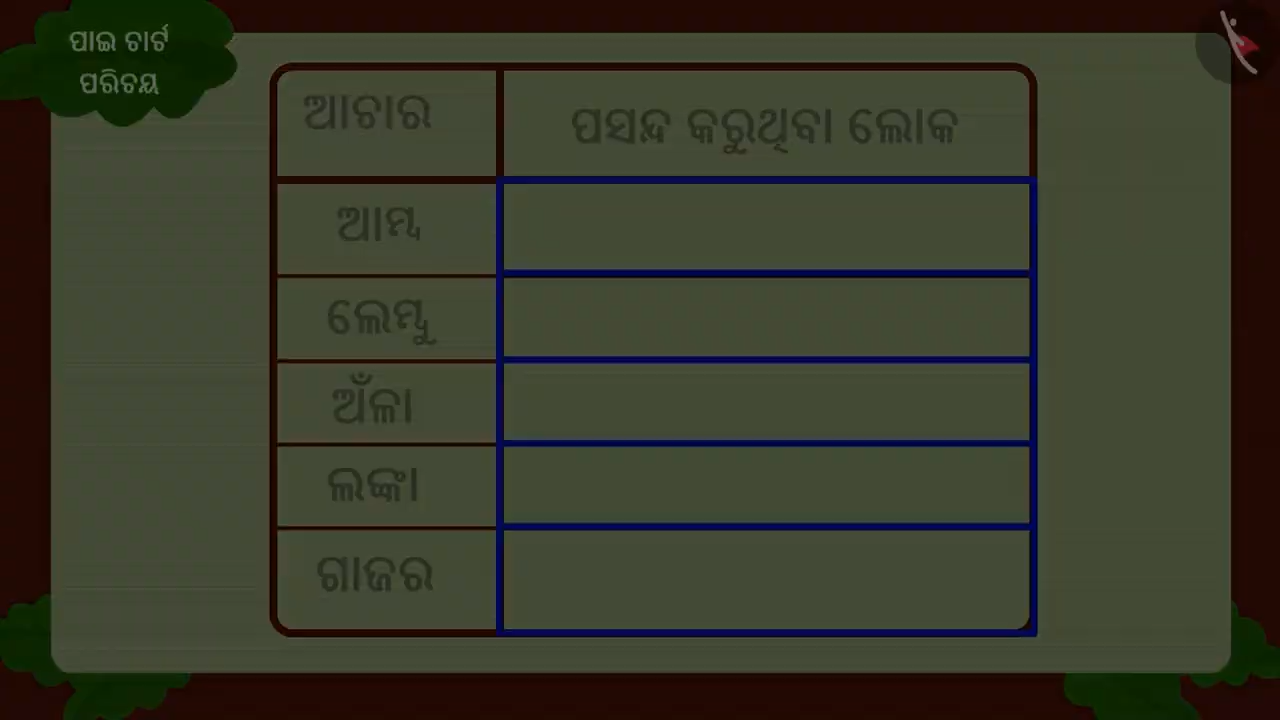 ପାଇ ଚାର୍ଟ
ପରିଚୟ
ଆଚାର ପସନ୍ଦ କରୁଥିବା ଲୋକ
ଆମ୍ବ
ଲେମ୍ବୁ
ଅଁଳା
ଲଙ୍କା
ଗାଜର